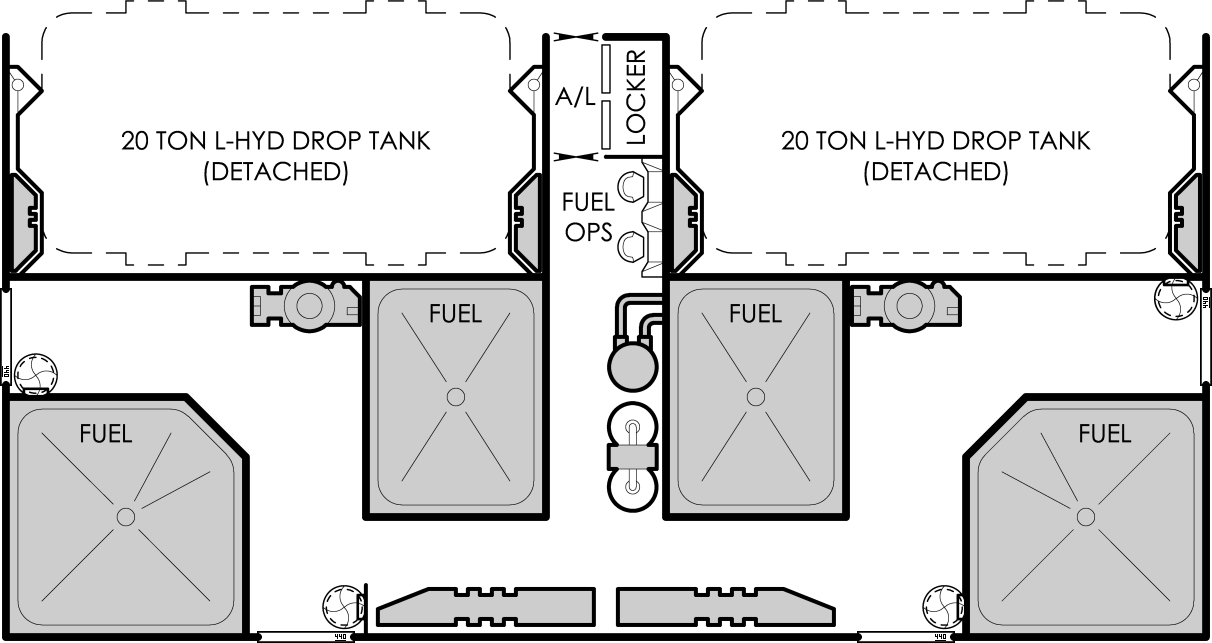 A/L
LOCKER
20 TON L-HYD DROP TANK
(DETACHED)
20 TON L-HYD DROP TANK
(DETACHED)
FUEL
OPS
FUEL
FUEL
440
440
FUEL
FUEL
440
440